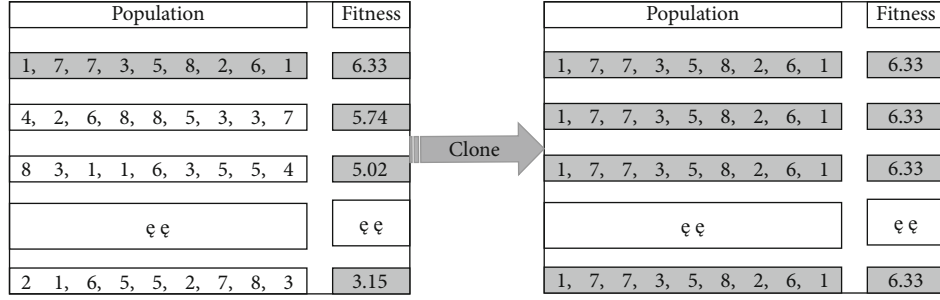 Population Fitness Population Fitness
1, 7, 7, 3, 5, 8, 2, 6, 1 6.33 1, 7, 7, 3, 5, 8, 2, 6, 1 6.33
4, 2, 6, 8, 8, 5, 3, 3, 7 5.74 1, 7, 7, 3, 5, 8, 2, 6, 1 6.33
Clone
8 3, 1, 1, 6, 3, 5, 5, 4 5.02 1, 7, 7, 3, 5, 8, 2, 6, 1 6.33
ę ę ę ę ę ę ę ę
2 1, 6, 5, 5, 2, 7, 8, 3 3.15 1, 7, 7, 3, 5, 8, 2, 6, 1 6.33